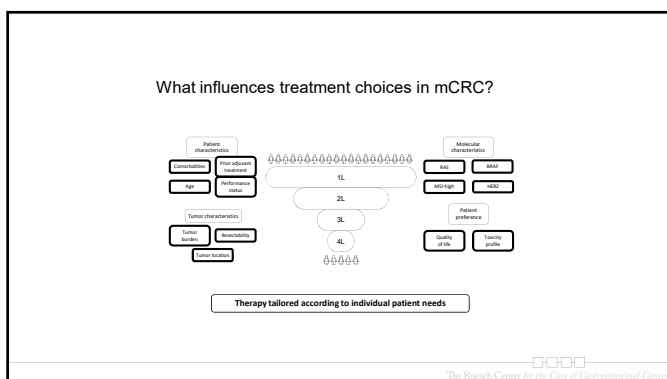 What influences treatment choices in mCRC?
Patient
characteristics
Comorbidities
Prior adjuvant
treatment
Age
Performance
status
Tumor characteristics
Tumor
burden
Resectability
Tumor location
1L
2L
3L
4L
Molecular
characteristics
RAS
BRAF
MSI-high
HER2
Patient
preference
Quality
of life
Toxicity
profile
Therapy tailored according to individual patient needs
The Ruesch Center for the Cure of Gastrointestinal Cancer